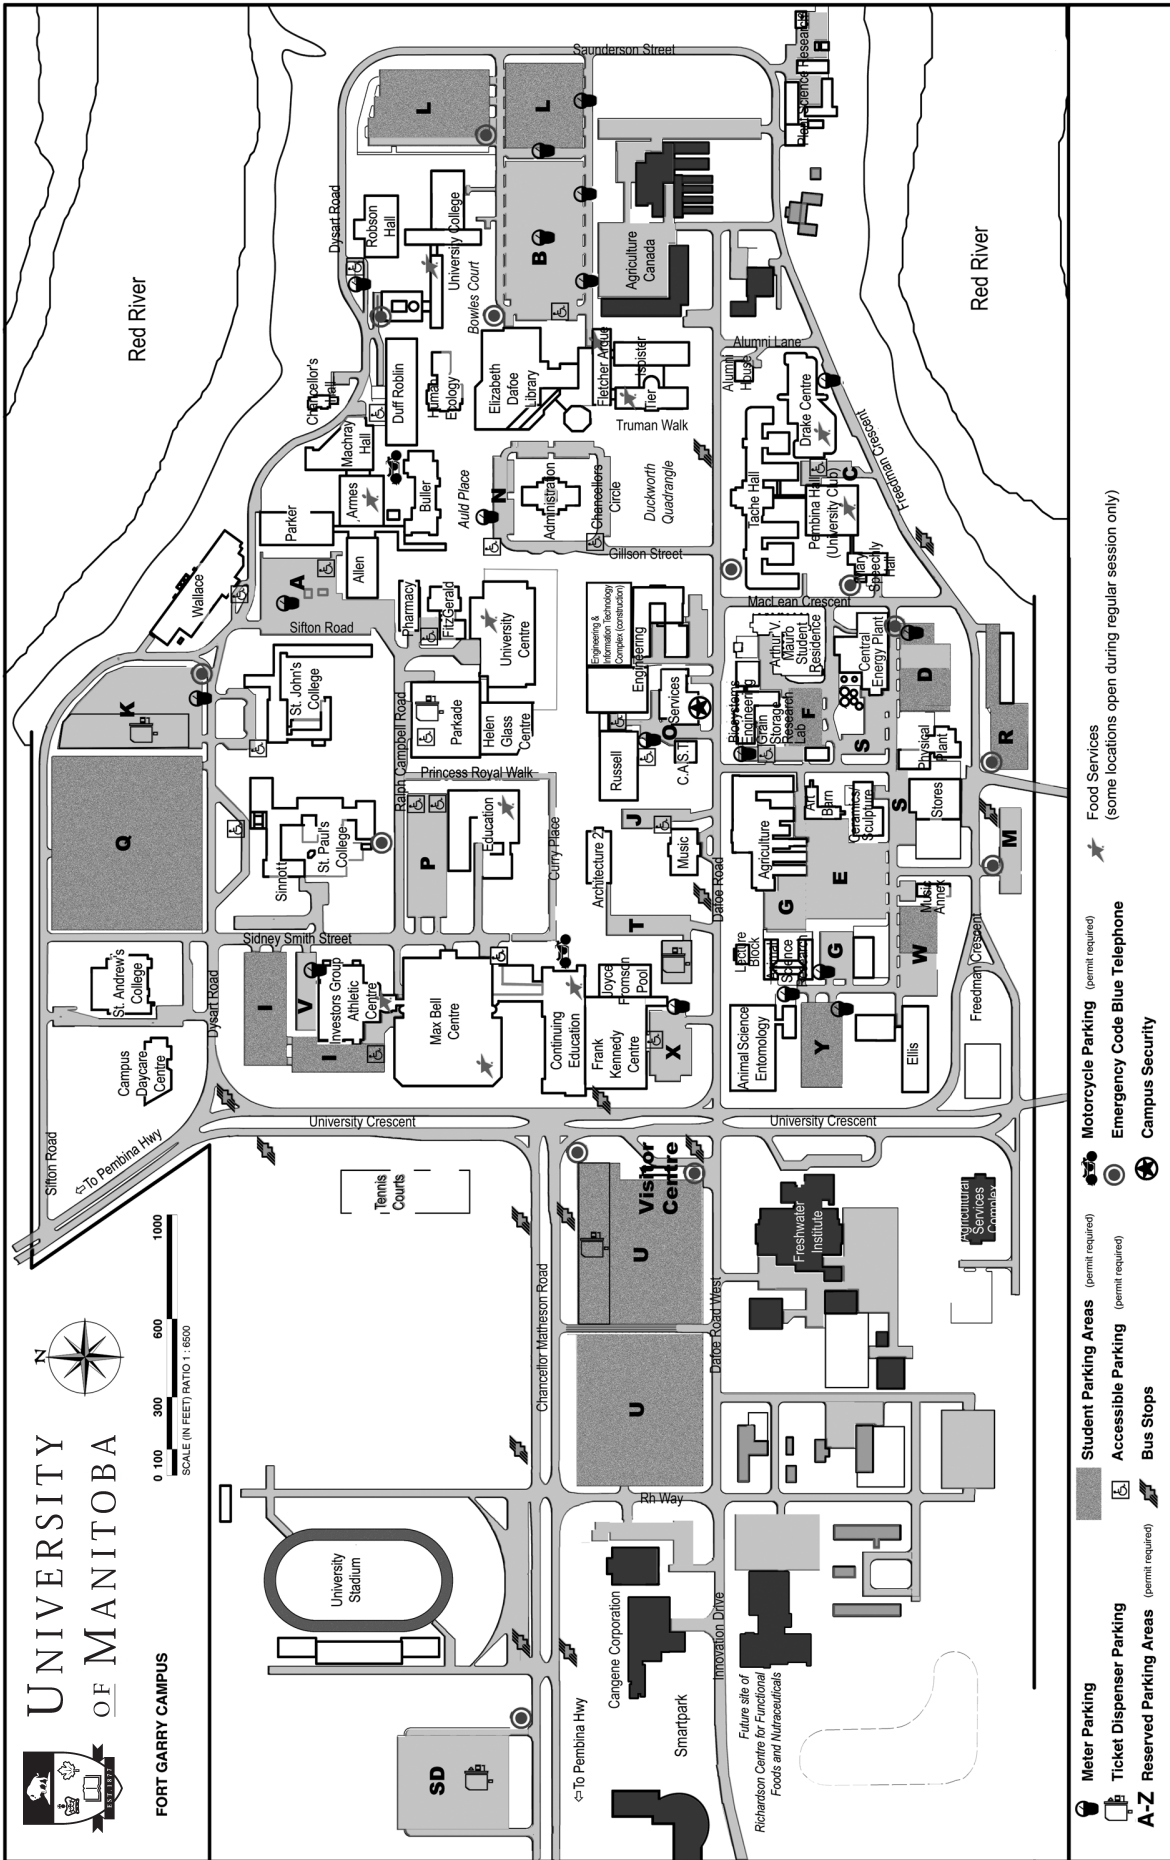 UNIVERSITY
OF MANITOBA
EST. 1877
FORT GARRY CAMPUS
N
0 100 300 600 1000
SCALE (IN FEET) RATIO 1 : 6500
Red River
Red River
Sifton Road
⇦To Pembina Hwy
Campus
Daycare
Centre
St. Andrew's
College
Dysart Road
Q
K
Wallace
Sifton Road
A
Parker
Allen
Armes
Machray
Hall
Chancellor's
Hall
Duff Roblin
Buller
Human
Ecology
Dysart Road
Robson
Hall
University College
Bowles Court
L
L
Saunderson Street
B
Plant Science Research
Agriculture
Canada
Elizabeth
Dafoe
Library
Fletcher Argue
Isbister
Tier
Truman Walk
Auld Place
N
Administration
Chancellors
Circle
Duckworth
Quadrangle
Gillson Street
Alumni Lane
Alumni
House
Drake Centre
Tache Hall
Pembina Hall
(University Club)
C
Mary
Speechly
Hall
Freedman Crescent
MacLean Crescent
St. John's
College
Pharmacy
FitzGerald
University
Centre
Ralph Campbell Road
Parkade
Helen
Glass
Centre
Princess Royal Walk
Engineering &
Information Technology
Complex (construction)
Engineering
Services
O
Russell
C.A.S.T.
Biosystems
Engineering
Grain
Storage
Research
Lab
F
Arthur V.
Mauro
Student
Residence
Central
Energy Plant
D
S
S
Physical
Plant
R
Stores
M
Art
Barn
Ceramics/
Sculpture
Agriculture
E
G
G
Music
Annex
W
Freedman Crescent
Sinnott
St. Paul's
College
P
Education
Curry Place
Architecture 2
J
Music
T
Dafoe Road
Lecture
Block
Animal
Science
Research
Sidney Smith Street
I
V
I
Investors Group
Athletic
Centre
Max Bell
Centre
Continuing
Education
Joyce
Fromson
Pool
Frank
Kennedy
Centre
X
Animal Science
Entomology
Y
Ellis
University Crescent
University Crescent
Tennis
Courts
Visitor
Centre
U
U
Chancellor Matheson Road
Dafoe Road West
Freshwater
Institute
Agricultural
Services
Complex
Rh Way
University
Stadium
Cangene Corporation
Innovation Drive
Smartpark
Future site of
Richardson Centre for Functional
Foods and Nutraceuticals
⇦To Pembina Hwy
SD
Meter Parking
Ticket Dispenser Parking
A-Z Reserved Parking Areas (permit required)
Student Parking Areas (permit required)
Accessible Parking (permit required)
Bus Stops
Motorcycle Parking (permit required)
Emergency Code Blue Telephone
Campus Security
Food Services
(some locations open during regular session only)